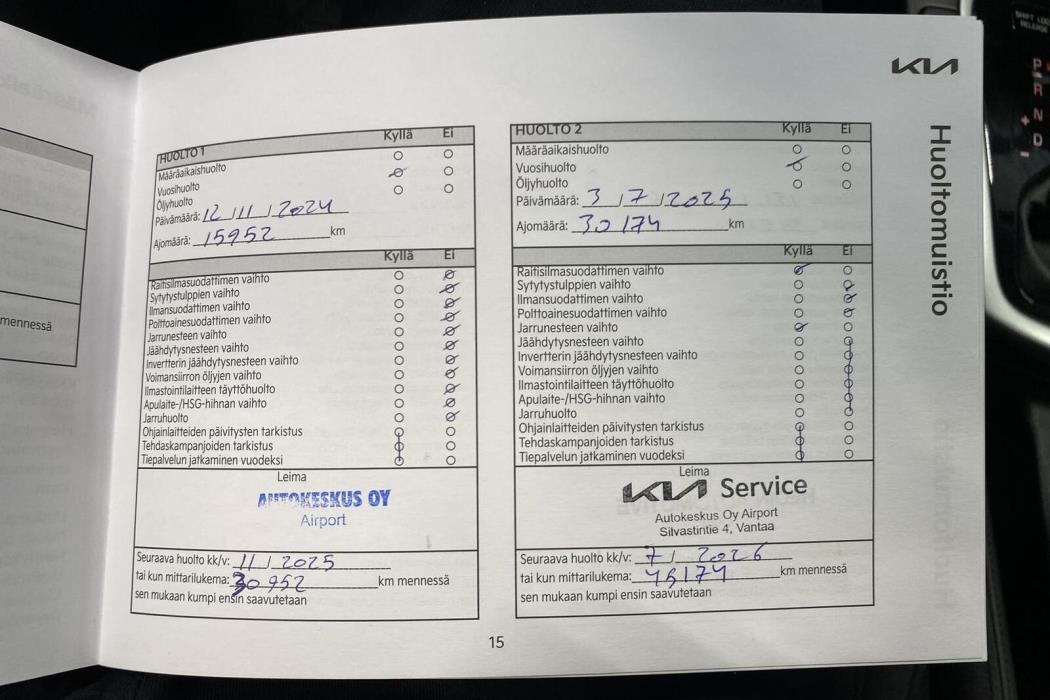 KIA
Huoltomuistio
mennessä
HUOLTO 1 Kyllä Ei
Määräaikaishuolto
Vuosihuolto
Öljyhuolto
Päivämäärä: 12 / 11 / 2024
Ajomäärä: 15952 km
Kyllä Ei
Raitisilmasuodattimen vaihto
Sytytystulppien vaihto
Ilmansuodattimen vaihto
Polttoainesuodattimen vaihto
Jarrunesteen vaihto
Jäähdytysnesteen vaihto
Invertterin jäähdytysnesteen vaihto
Voimansiirron öljyjen vaihto
Ilmastointilaitteen täyttöhuolto
Apulaite-/HSG-hihnan vaihto
Jarruhuolto
Ohjainlaitteiden päivitysten tarkistus
Tehdaskampanjoiden tarkistus
Tiepalvelun jatkaminen vuodeksi
Leima
AUTOKESKUS OY
Airport
Seuraava huolto kk/v: 11 / 2025
tai kun mittarilukema: 30952 km mennessä
sen mukaan kumpi ensin saavutetaan
HUOLTO 2 Kyllä Ei
Määräaikaishuolto
Vuosihuolto
Öljyhuolto
Päivämäärä: 3 / 7 / 2025
Ajomäärä: 30174 km
Kyllä Ei
Raitisilmasuodattimen vaihto
Sytytystulppien vaihto
Ilmansuodattimen vaihto
Polttoainesuodattimen vaihto
Jarrunesteen vaihto
Jäähdytysnesteen vaihto
Invertterin jäähdytysnesteen vaihto
Voimansiirron öljyjen vaihto
Ilmastointilaitteen täyttöhuolto
Apulaite-/HSG-hihnan vaihto
Jarruhuolto
Ohjainlaitteiden päivitysten tarkistus
Tehdaskampanjoiden tarkistus
Tiepalvelun jatkaminen vuodeksi
Leima
KIA Service
Autokeskus Oy Airport
Silvastintie 4, Vantaa
Seuraava huolto kk/v: 7 / 2026
tai kun mittarilukema: 45174 km mennessä
sen mukaan kumpi ensin saavutetaan
15
SHIFT LOCK
RELEASE
P
R
+ N
D
-